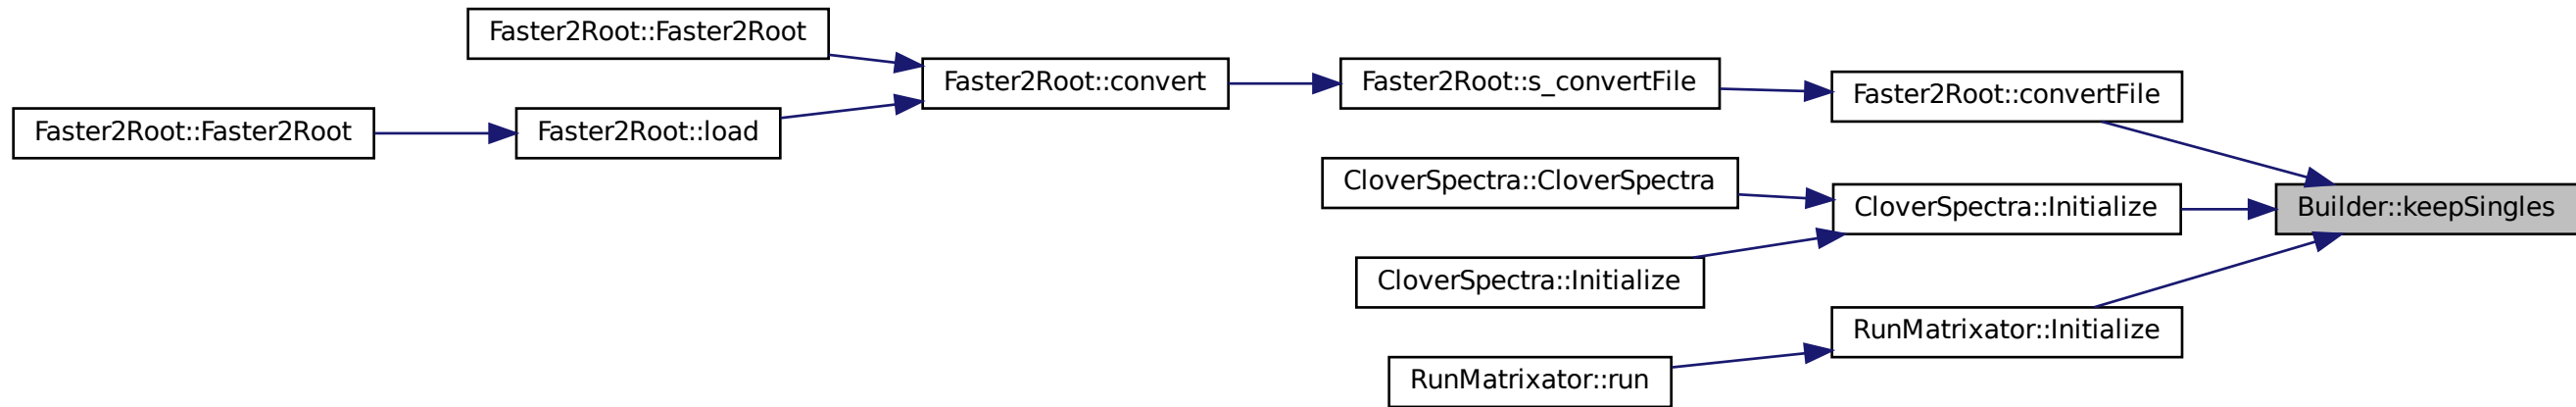 Faster2Root::Faster2Root
Faster2Root::Faster2Root
Faster2Root::load
Faster2Root::convert
Faster2Root::s_convertFile
Faster2Root::convertFile
CloverSpectra::CloverSpectra
CloverSpectra::Initialize
CloverSpectra::Initialize
Builder::keepSingles
RunMatrixator::Initialize
RunMatrixator::run